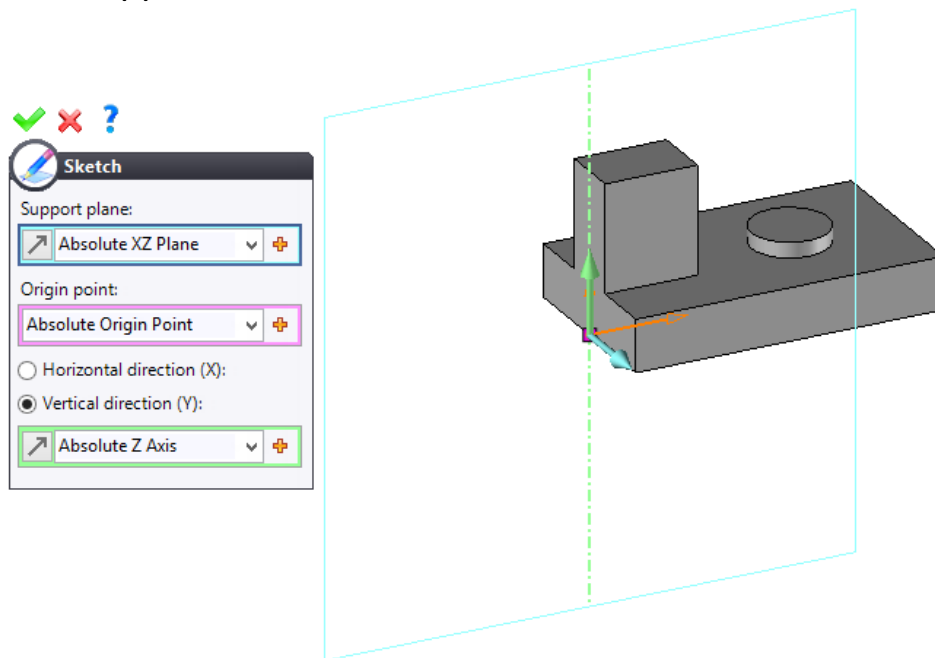 ?
Sketch
Support plane:
Absolute XZ Plane
Origin point:
Absolute Origin Point
Horizontal direction (X):
Vertical direction (Y):
Absolute Z Axis